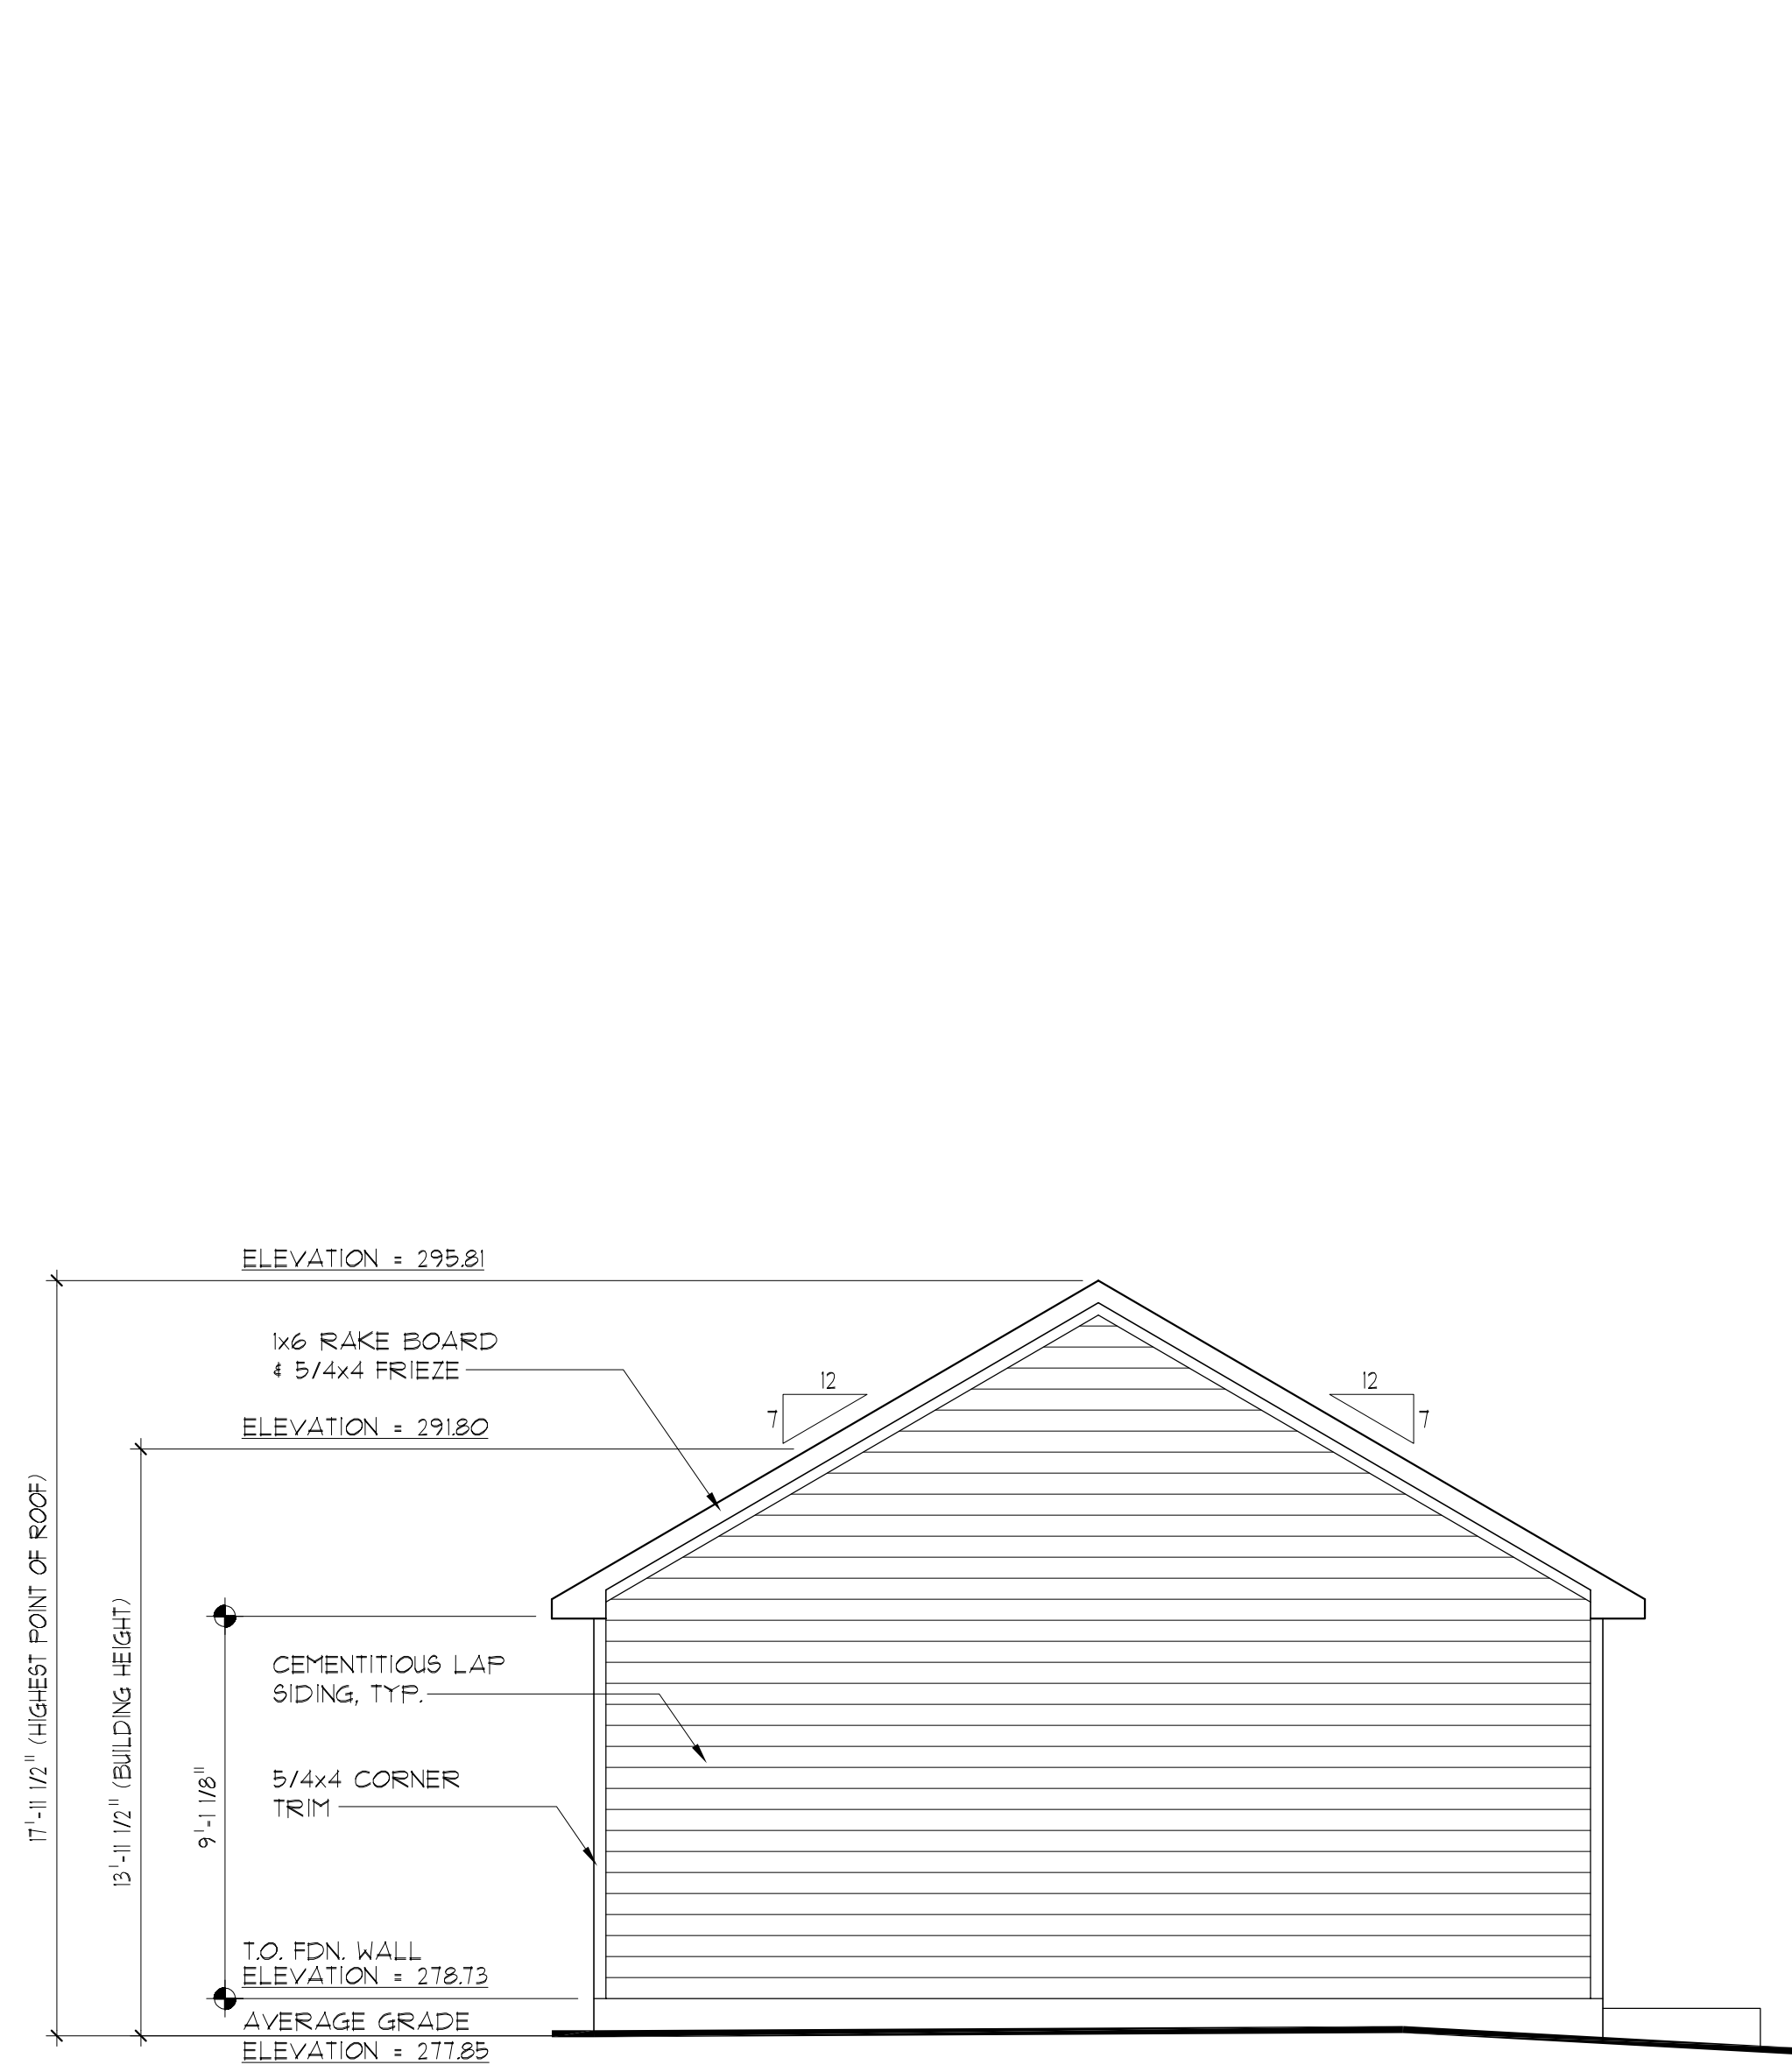 ELEVATION = 295.81
1x6 RAKE BOARD
& 5/4x4 FRIEZE
12
7
12
7
ELEVATION = 291.80
17'-11 1/2" (HIGHEST POINT OF ROOF)
13'-11 1/2" (BUILDING HEIGHT)
9'-1 1/8"
CEMENTITIOUS LAP
SIDING, TYP.
5/4x4 CORNER
TRIM
T.O. FDN. WALL
ELEVATION = 278.73
AVERAGE GRADE
ELEVATION = 277.85